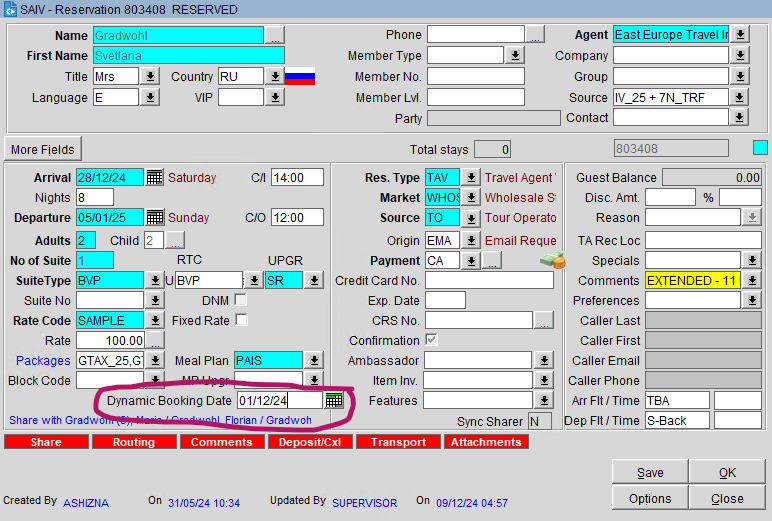 SAIV - Reservation 803408 RESERVED
Name Gradwohl ... Phone ... Agent East Europe Travel Ir
First Name Svetlana Member Type Company
Title Mrs Country RU Member No. Group
Language E VIP Member Lvl. Source IV_25 + 7N_TRF
Party Contact
More Fields Total stays 0 803408
Arrival 28/12/24 Saturday C/I 14:00 Res. Type TAV Travel Agent Guest Balance 0.00
Nights 8 Market WHOS Wholesale St Disc. Amt. %
Departure 05/01/25 Sunday C/O 12:00 Source TO Tour Operato Reason
Adults 2 Child 2 ... Origin EMA Email Reque TA Rec Loc
No of Suite 1 RTC UPGR Payment CA ... Specials
SuiteType BVP U BVP SR Credit Card No. Comments EXTENDED - 11
Suite No DNM Exp. Date Preferences
Rate Code SAMPLE Fixed Rate CRS No. ... Caller Last
Rate 100.00 ... Confirmation Caller First
Packages GTAX_25,G Meal Plan PAIS Ambassador Caller Email
Block Code MP Upgr Item Inv. Caller Phone
Dynamic Booking Date 01/12/24 Features Arr Flt / Time TBA
Share with Gradwohl (3), Maria / Gradwohl, Florian / Gradwoh Sync Sharer N Dep Flt / Time S-Back
Share Routing Comments Deposit/Cxl Transport Attachments
Save OK
Options Close
Created By ASHIZNA On 31/05/24 10:34 Updated By SUPERVISOR On 09/12/24 04:57